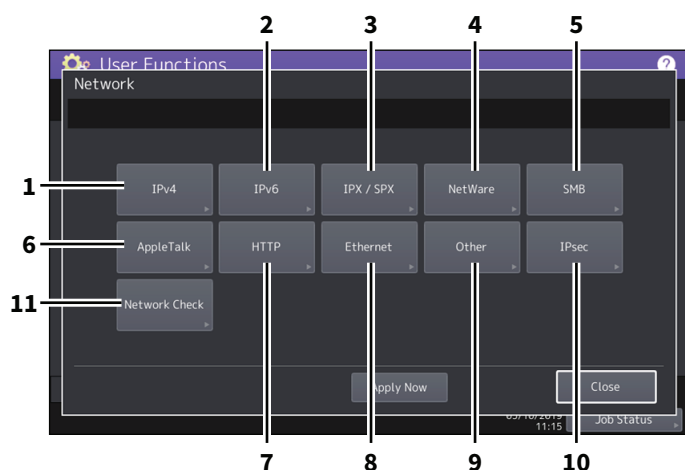 2 3 4 5
User Functions ?
Network
1 IPv4 IPv6 IPX / SPX NetWare SMB
6 AppleTalk HTTP Ethernet Other IPsec
11 Network Check
Apply Now Close
11:15 Job Status
7 8 9 10